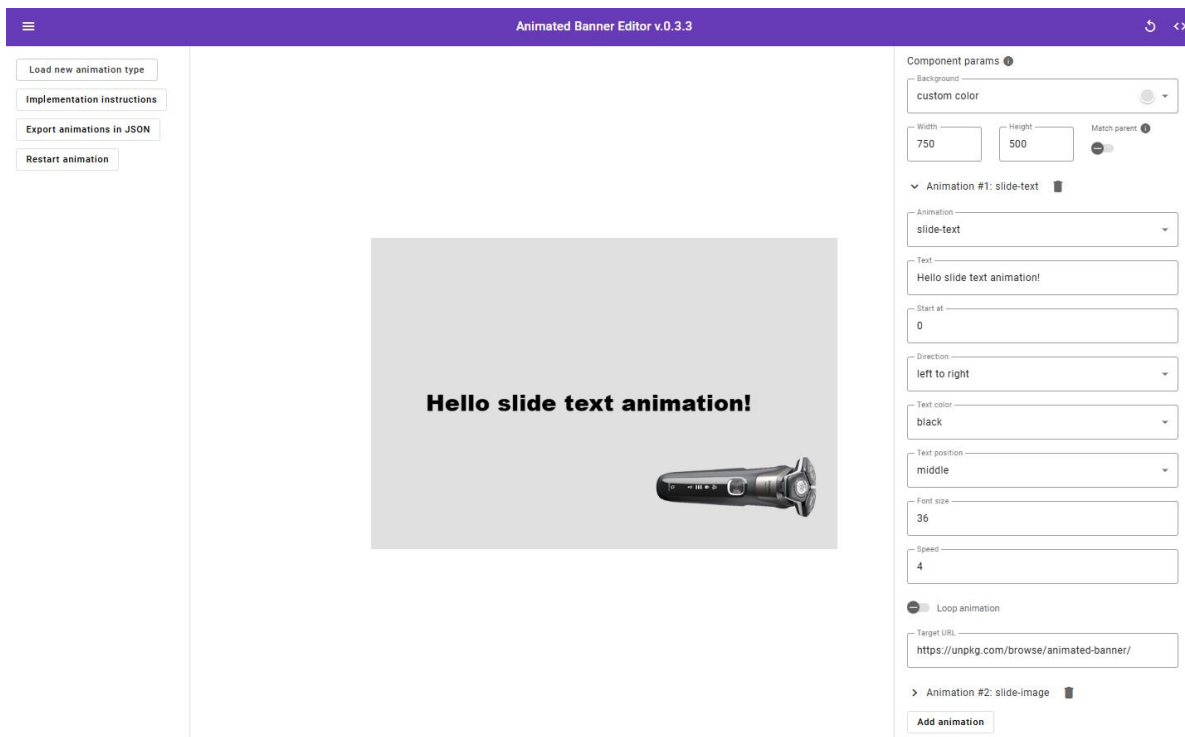 Animated Banner Editor v.0.3.3
Load new animation type
Implementation instructions
Export animations in JSON
Restart animation
Hello slide text animation!
Component params
Background
custom color
Width
750
Height
500
Match parent
Animation #1: slide-text
Animation
slide-text
Text
Hello slide text animation!
Start at
0
Direction
left to right
Text color
black
Text position
middle
Font size
36
Speed
4
Loop animation
Target URL
https://unpkg.com/browse/animated-banner/
Animation #2: slide-image
Add animation